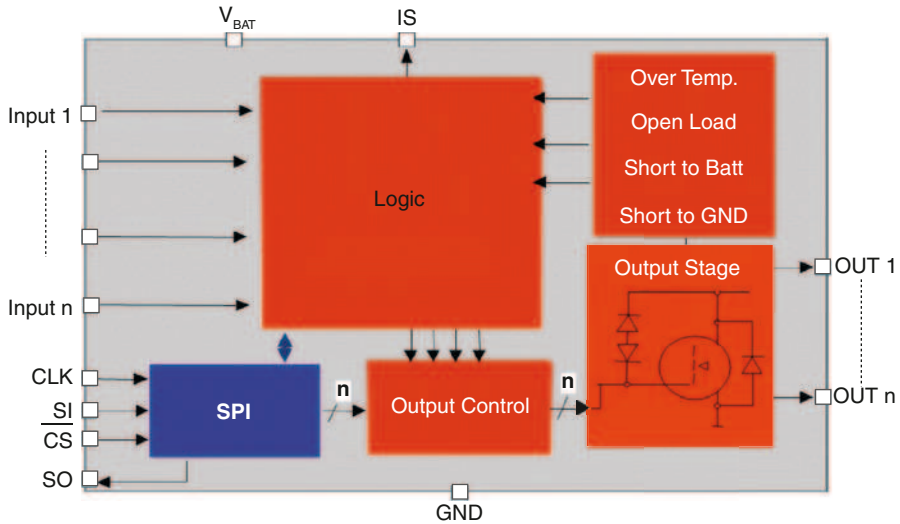 V_BAT
IS
Input 1
Input n
CLK
SI
CS
SO
Logic
Over Temp.
Open Load
Short to Batt
Short to GND
Output Stage
OUT 1
OUT n
SPI
n
Output Control
n
GND